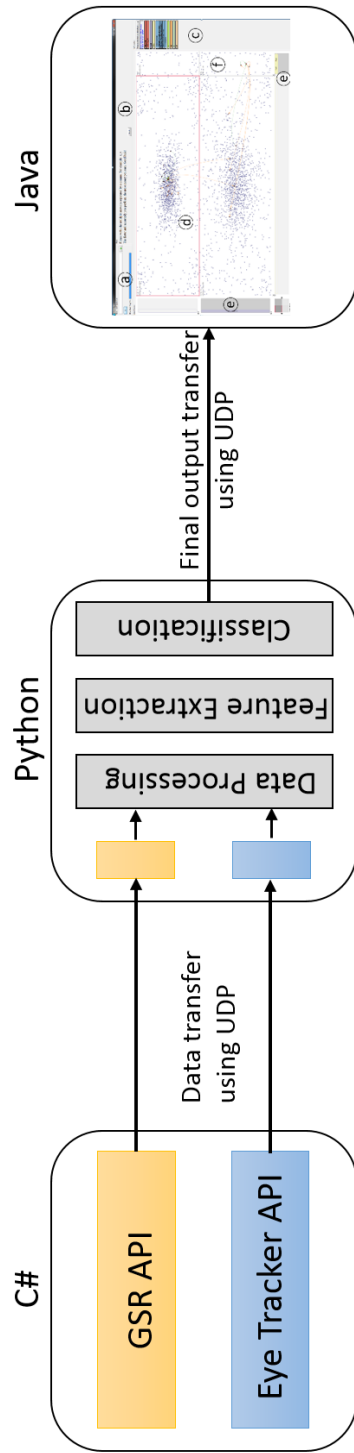 C#
GSR API
Eye Tracker API
Data transfer
using UDP
Python
Data Processing
Feature Extraction
Classification
Final output transfer
using UDP
Java
a
b
c
d
e
f
e